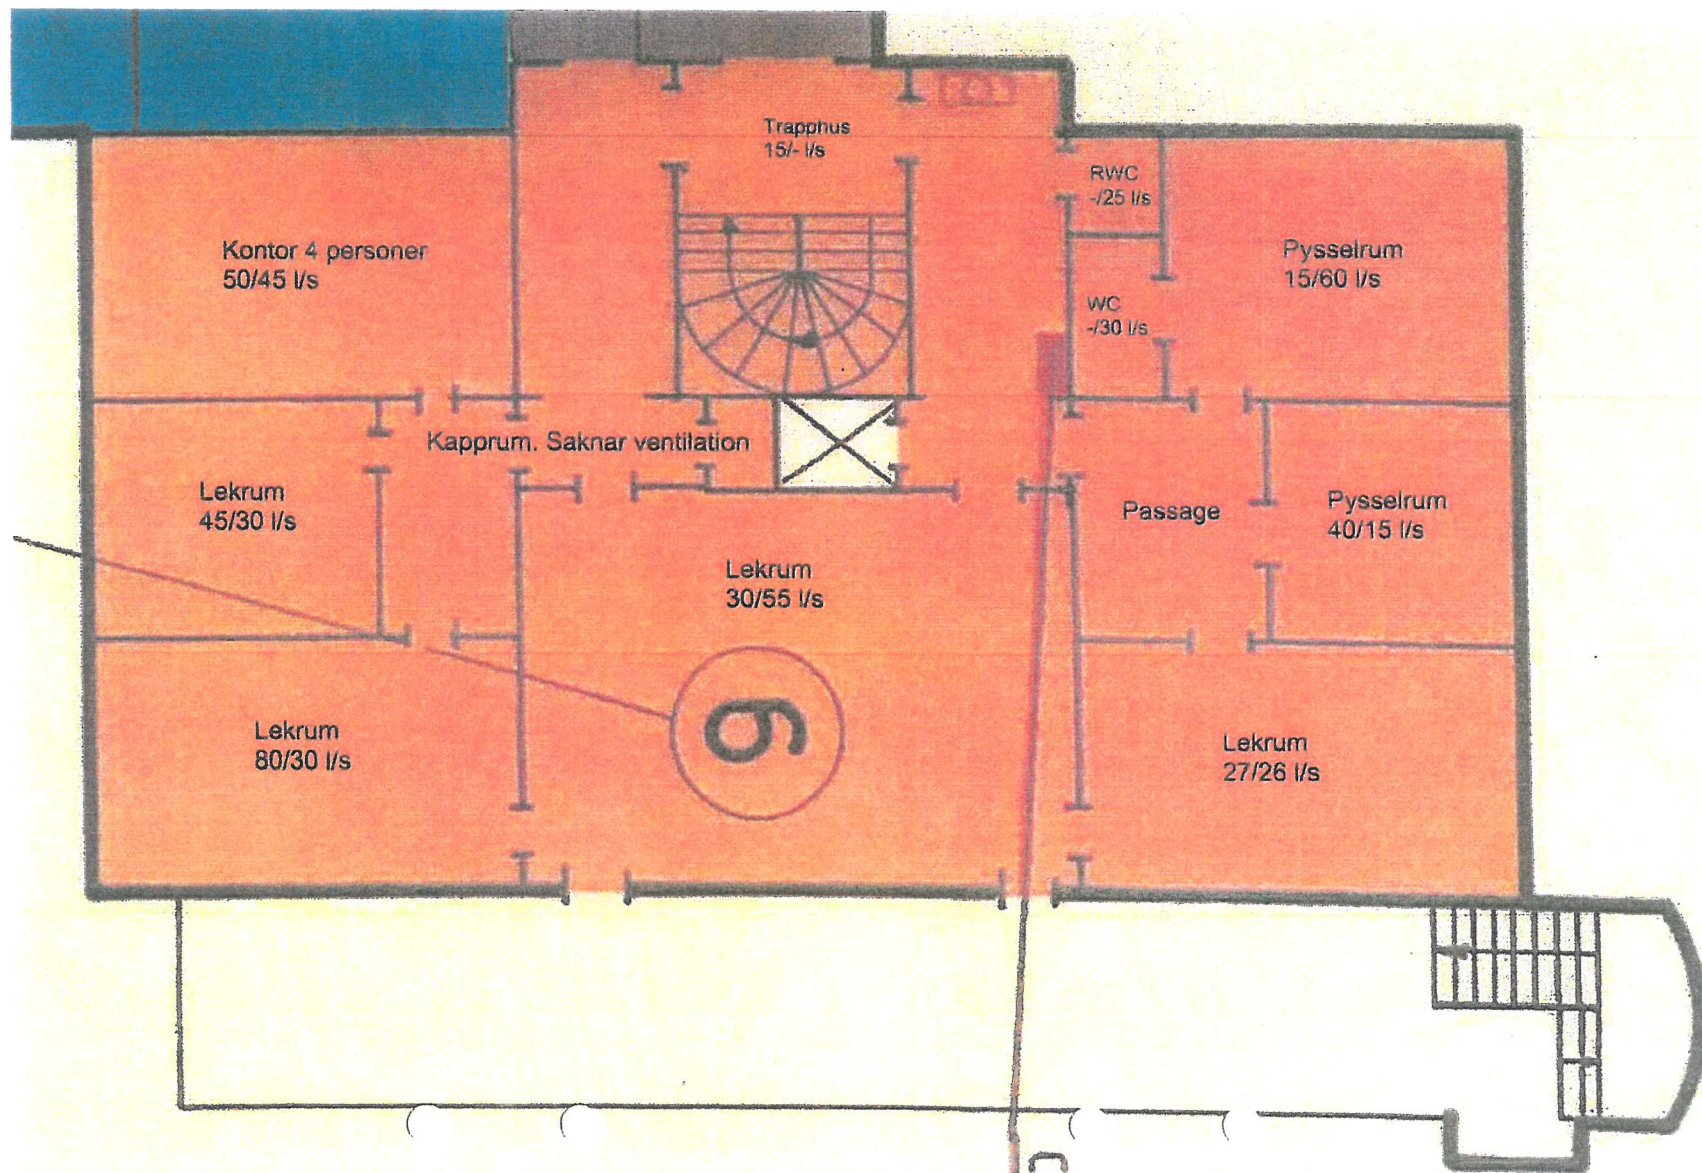 Trapphus
15/- l/s
RWC
-/25 l/s
Kontor 4 personer
50/45 l/s
Pysselrum
15/60 l/s
WC
-/30 l/s
Kapprum. Saknar ventilation
Lekrum
45/30 l/s
Passage
Pysselrum
40/15 l/s
Lekrum
30/55 l/s
9
Lekrum
80/30 l/s
Lekrum
27/26 l/s